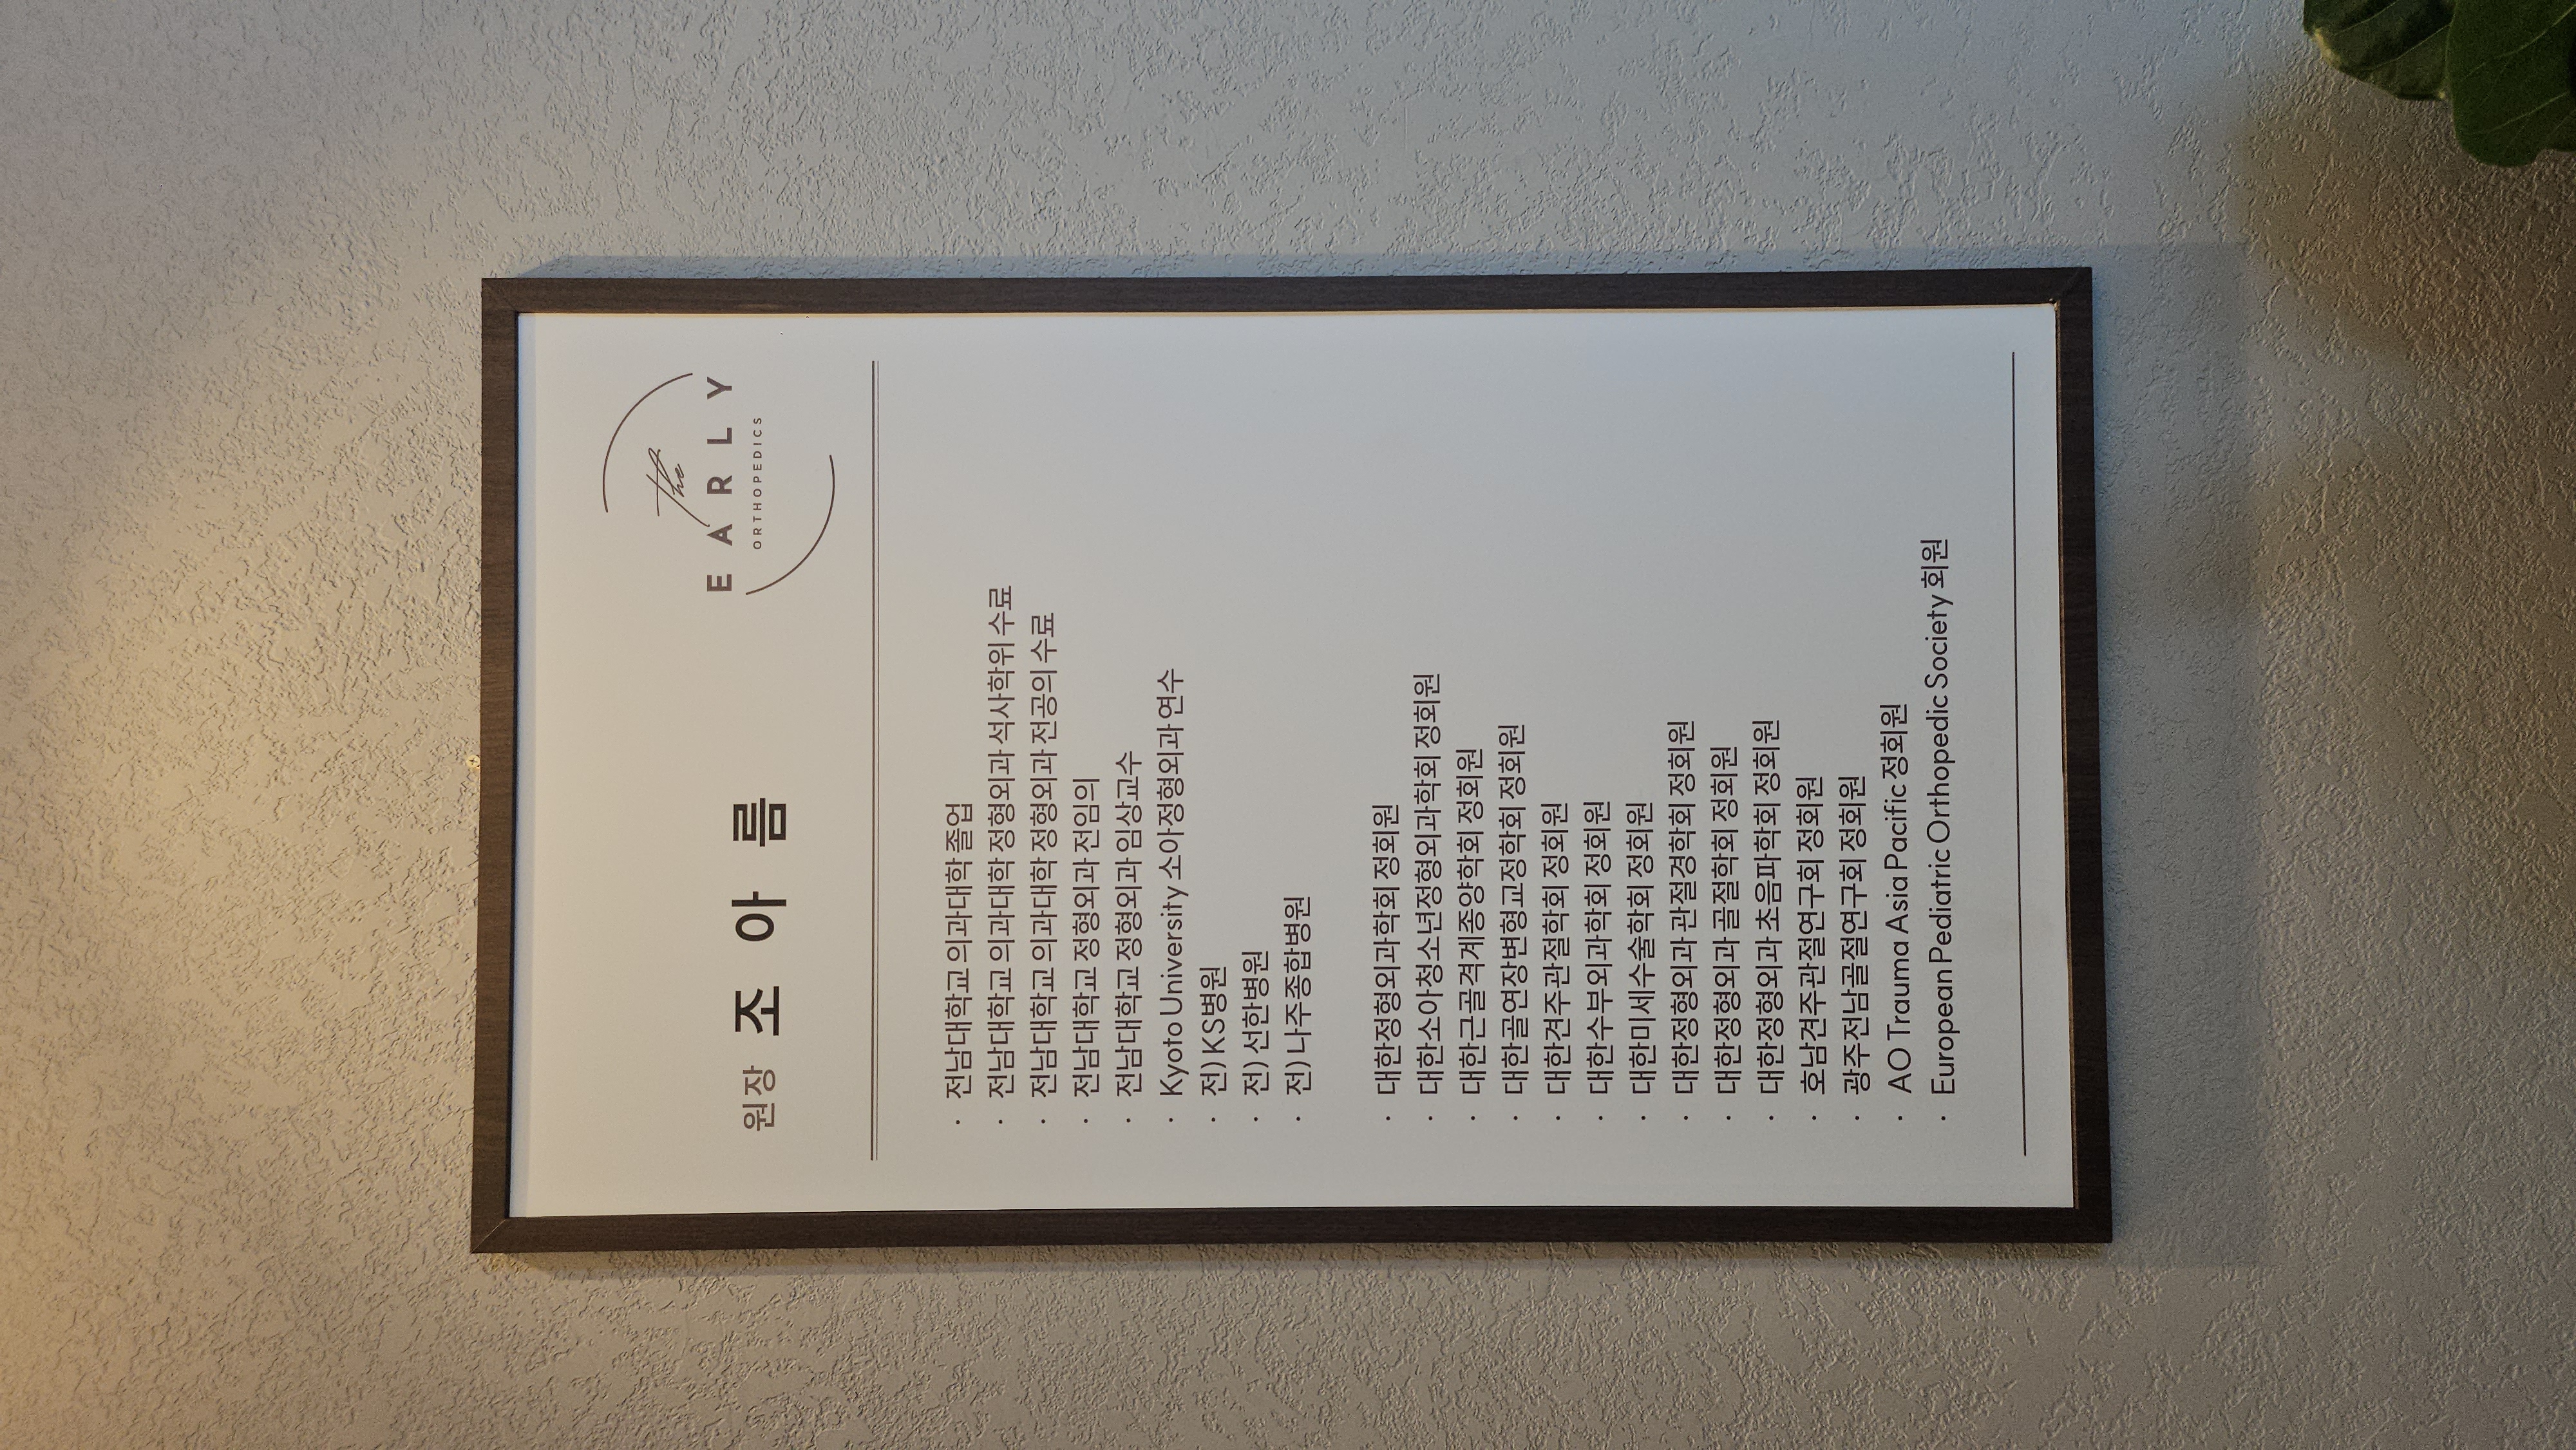 the
EARLY
ORTHOPEDICS
원장 조아름
· 전남대학교 의과대학 졸업
· 전남대학교 의과대학 정형외과 석사학위 수료
· 전남대학교 의과대학 정형외과 전공의 수료
· 전남대학교 정형외과 전임의
· 전남대학교 정형외과 임상교수
· Kyoto University 소아정형외과 연수
· 전) KS병원
· 전) 선한병원
· 전) 나주종합병원
· 대한정형외과학회 정회원
· 대한소아청소년정형외과학회 정회원
· 대한근골격계종양학회 정회원
· 대한골연장변형교정학회 정회원
· 대한견주관절학회 정회원
· 대한수부외과학회 정회원
· 대한미세수술학회 정회원
· 대한정형외과 관절경학회 정회원
· 대한정형외과 골절학회 정회원
· 대한정형외과 초음파학회 정회원
· 호남견주관절연구회 정회원
· 광주전남골절연구회 정회원
· AO Trauma Asia Pacific 정회원
· European Pediatric Orthopedic Society 회원